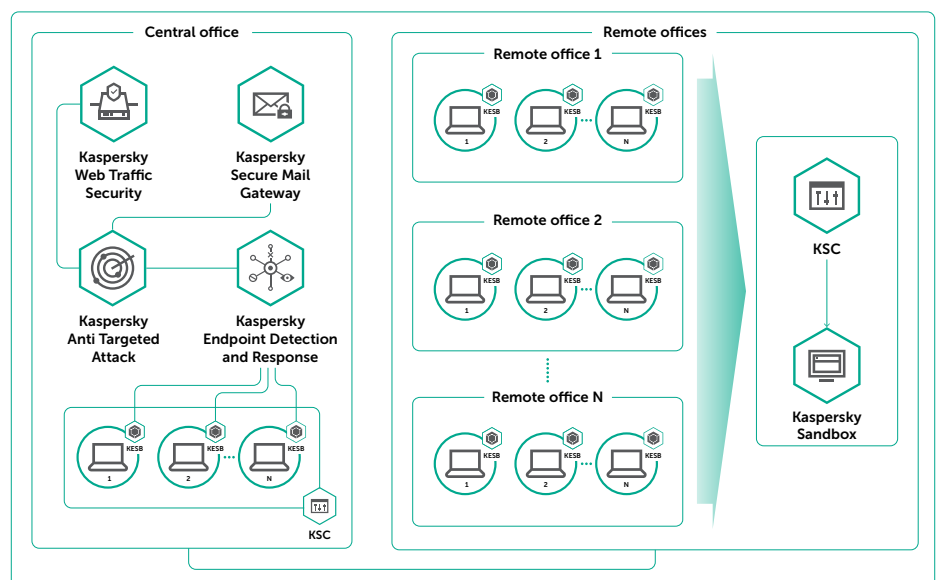 Central office
Kaspersky
Web Traffic
Security
Kaspersky
Secure Mail
Gateway
Kaspersky
Anti Targeted
Attack
Kaspersky
Endpoint Detection
and Response
KESB
KESB
KESB
1
2
N
KSC
Remote offices
Remote office 1
KESB
KESB
KESB
1
2
N
Remote office 2
KESB
KESB
KESB
1
2
N
Remote office N
KESB
KESB
KESB
1
2
N
KSC
Kaspersky
Sandbox